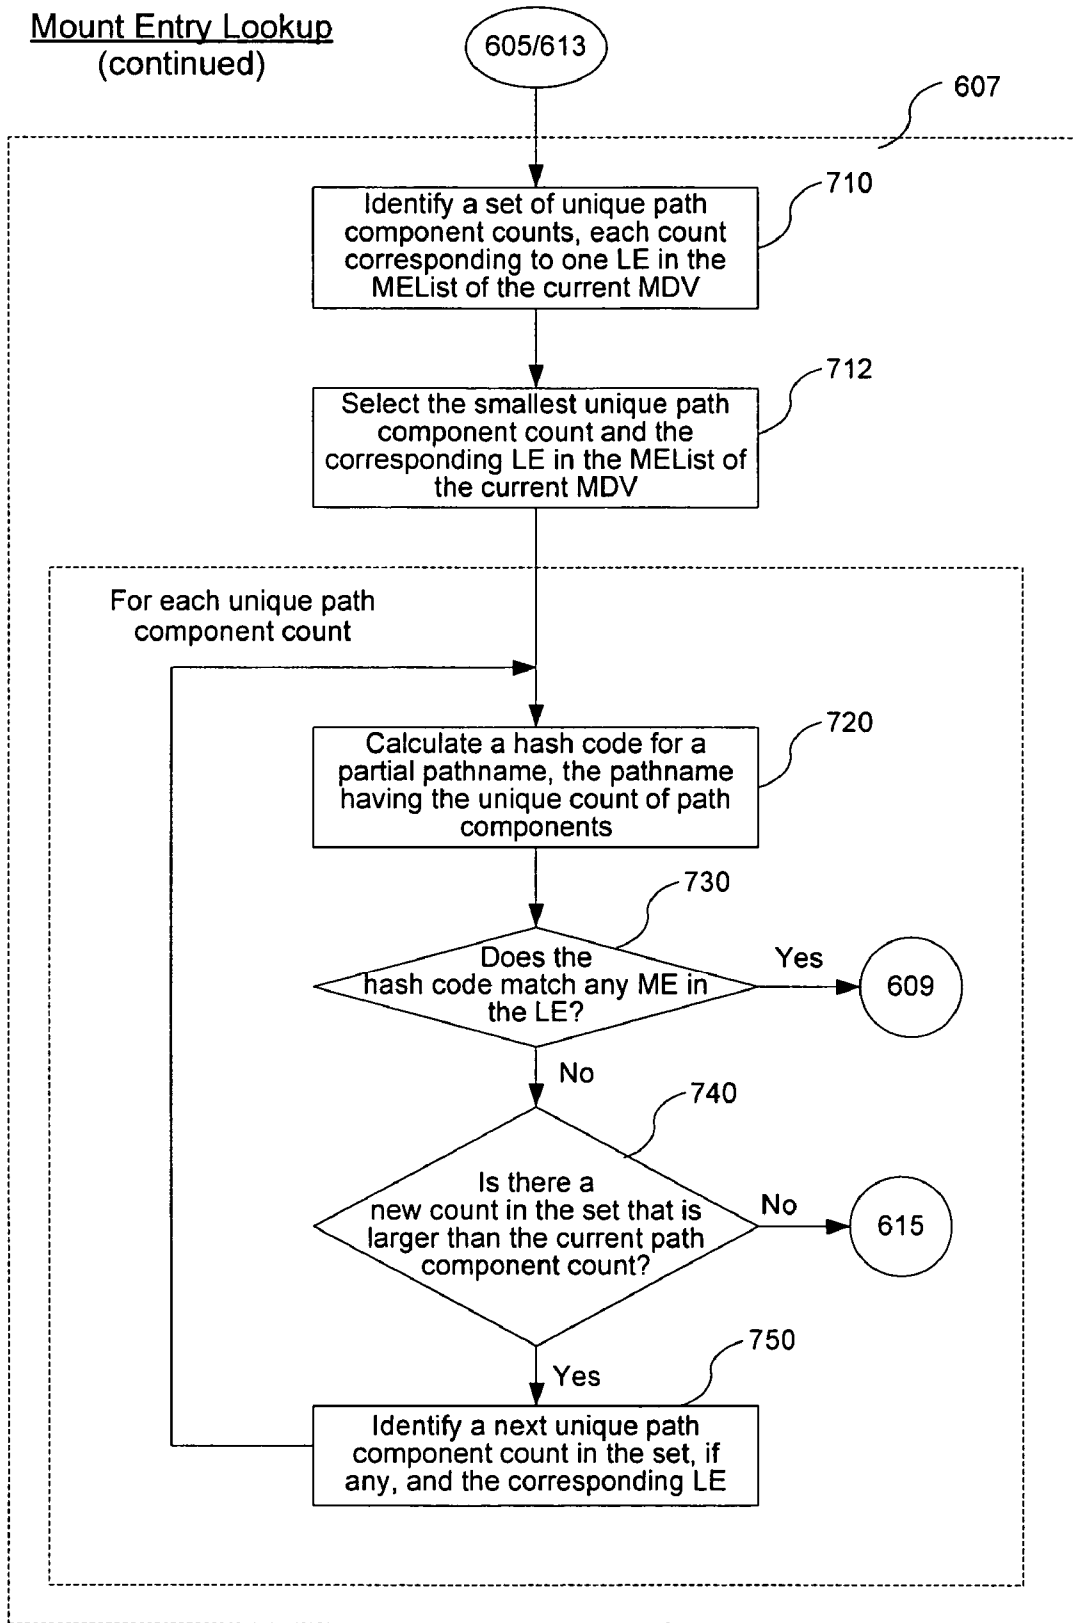 Mount Entry Lookup
(continued)
605/613
607
710
Identify a set of unique path
component counts, each count
corresponding to one LE in the
MEList of the current MDV
712
Select the smallest unique path
component count and the
corresponding LE in the MEList of
the current MDV
For each unique path
component count
720
Calculate a hash code for a
partial pathname, the pathname
having the unique count of path
components
730
Does the
hash code match any ME in
the LE?
Yes
609
No
740
Is there a
new count in the set that is
larger than the current path
component count?
No
615
Yes
750
Identify a next unique path
component count in the set, if
any, and the corresponding LE